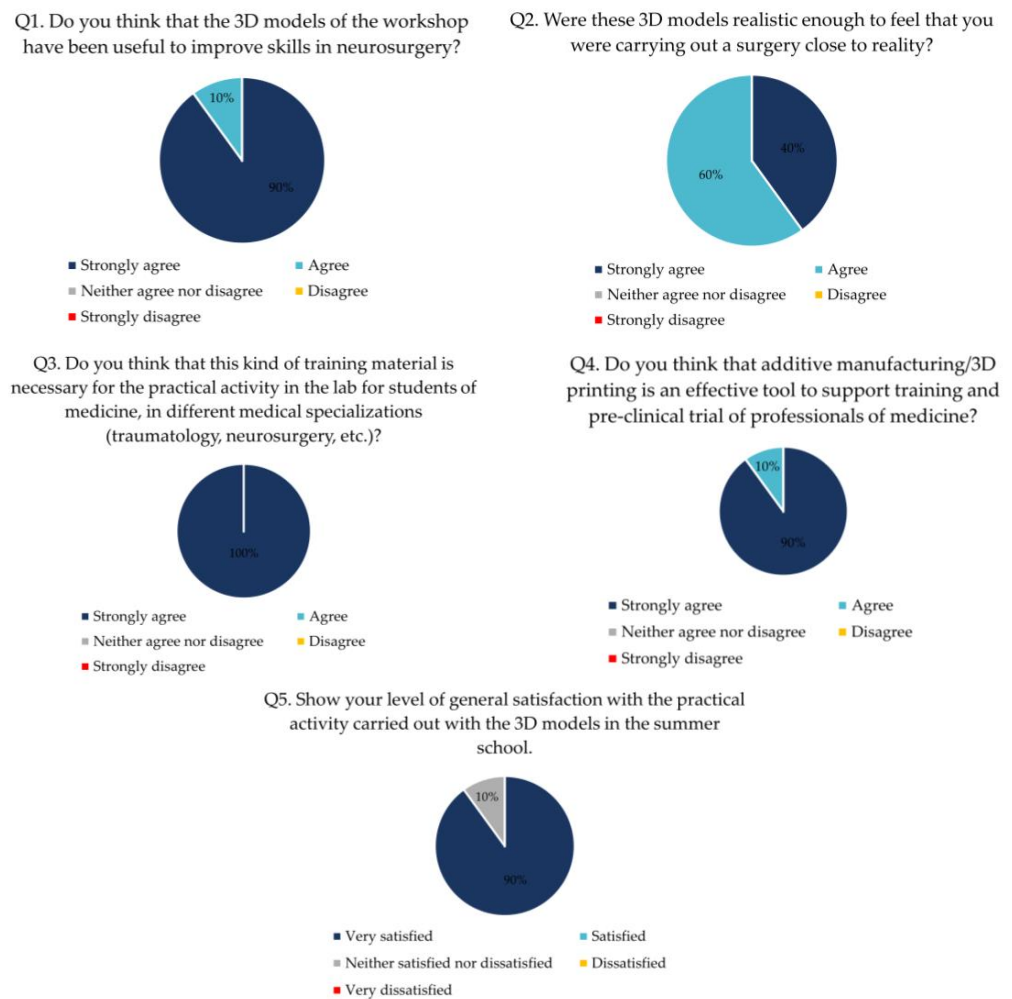 Q1. Do you think that the 3D models of the workshop
have been useful to improve skills in neurosurgery?
10%
90%
Strongly agree
Agree
Neither agree nor disagree
Disagree
Strongly disagree
Q2. Were these 3D models realistic enough to feel that you
were carrying out a surgery close to reality?
40%
60%
Strongly agree
Agree
Neither agree nor disagree
Disagree
Strongly disagree
Q3. Do you think that this kind of training material is
necessary for the practical activity in the lab for students of
medicine, in different medical specializations
(traumatology, neurosurgery, etc.)?
100%
Strongly agree
Agree
Neither agree nor disagree
Disagree
Strongly disagree
Q4. Do you think that additive manufacturing/3D
printing is an effective tool to support training and
pre-clinical trial of professionals of medicine?
10%
90%
Strongly agree
Agree
Neither agree nor disagree
Disagree
Strongly disagree
Q5. Show your level of general satisfaction with the practical
activity carried out with the 3D models in the summer
school.
10%
90%
Very satisfied
Satisfied
Neither satisfied nor dissatisfied
Dissatisfied
Very dissatisfied